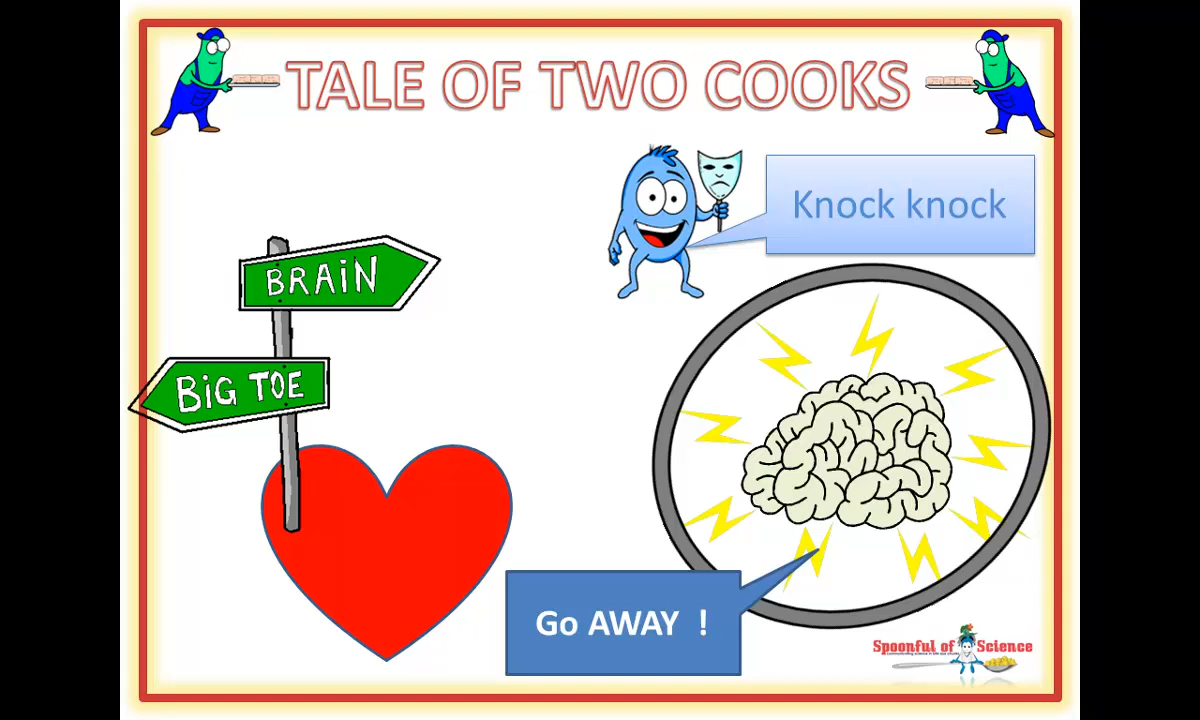 TALE OF TWO COOKS
Knock knock
BRAiN
BiG TOE
Go AWAY !
Spoonful of Science